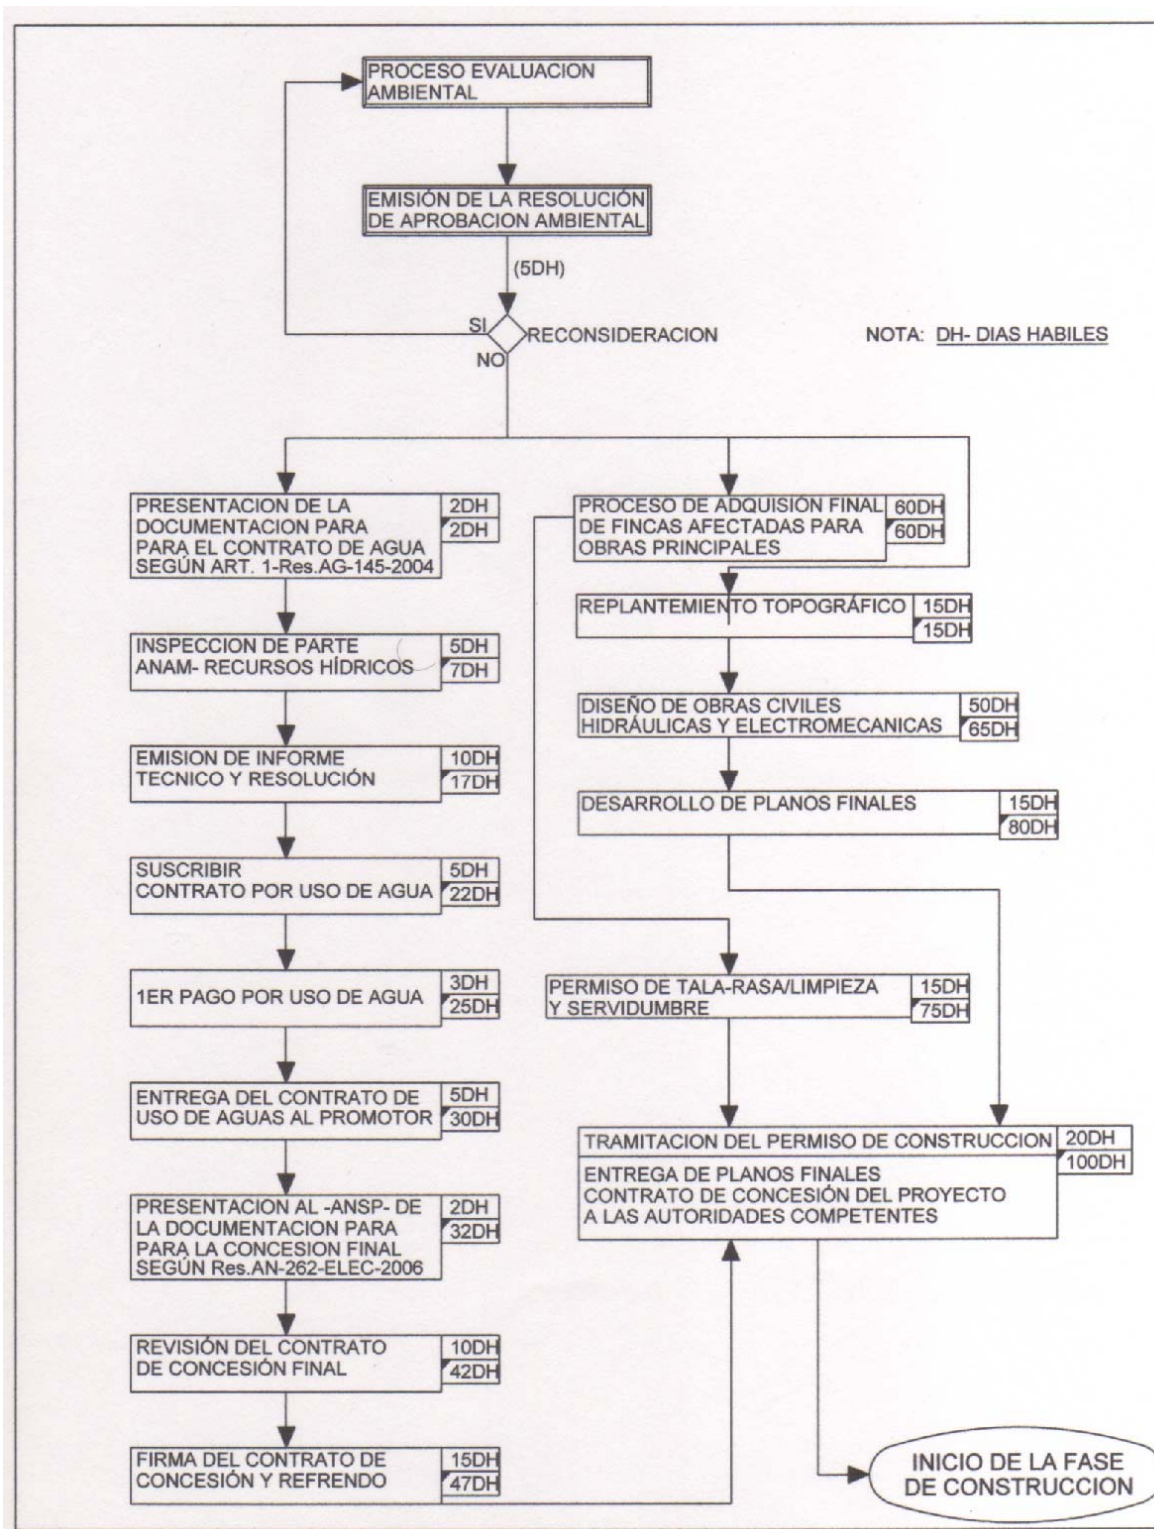 PROCESO EVALUACION
AMBIENTAL
EMISIÓN DE LA RESOLUCIÓN
DE APROBACION AMBIENTAL
(5DH)
SI
RECONSIDERACION
NO
NOTA: DH- DIAS HABILES
PRESENTACION DE LA
DOCUMENTACION PARA
PARA EL CONTRATO DE AGUA
SEGÚN ART. 1-Res.AG-145-2004
2DH
2DH
INSPECCION DE PARTE
ANAM- RECURSOS HÍDRICOS
5DH
7DH
EMISION DE INFORME
TECNICO Y RESOLUCIÓN
10DH
17DH
SUSCRIBIR
CONTRATO POR USO DE AGUA
5DH
22DH
1ER PAGO POR USO DE AGUA
3DH
25DH
ENTREGA DEL CONTRATO DE
USO DE AGUAS AL PROMOTOR
5DH
30DH
PRESENTACION AL -ANSP- DE
LA DOCUMENTACION PARA
PARA LA CONCESION FINAL
SEGÚN Res.AN-262-ELEC-2006
2DH
32DH
REVISIÓN DEL CONTRATO
DE CONCESIÓN FINAL
10DH
42DH
FIRMA DEL CONTRATO DE
CONCESIÓN Y REFRENDO
15DH
47DH
PROCESO DE ADQUISIÓN FINAL
DE FINCAS AFECTADAS PARA
OBRAS PRINCIPALES
60DH
60DH
REPLANTEMIENTO TOPOGRÁFICO
15DH
15DH
DISEÑO DE OBRAS CIVILES
HIDRÁULICAS Y ELECTROMECANICAS
50DH
65DH
DESARROLLO DE PLANOS FINALES
15DH
80DH
PERMISO DE TALA-RASA/LIMPIEZA
Y SERVIDUMBRE
15DH
75DH
TRAMITACION DEL PERMISO DE CONSTRUCCION
20DH
100DH
ENTREGA DE PLANOS FINALES
CONTRATO DE CONCESIÓN DEL PROYECTO
A LAS AUTORIDADES COMPETENTES
INICIO DE LA FASE
DE CONSTRUCCION